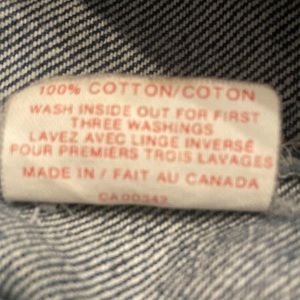 100% COTTON/COTON
WASH INSIDE OUT FOR FIRST
THREE WASHINGS
LAVEZ AVEC LINGE INVERSÉ
POUR PREMIERS TROIS LAVAGES
MADE IN / FAIT AU CANADA
CA00343